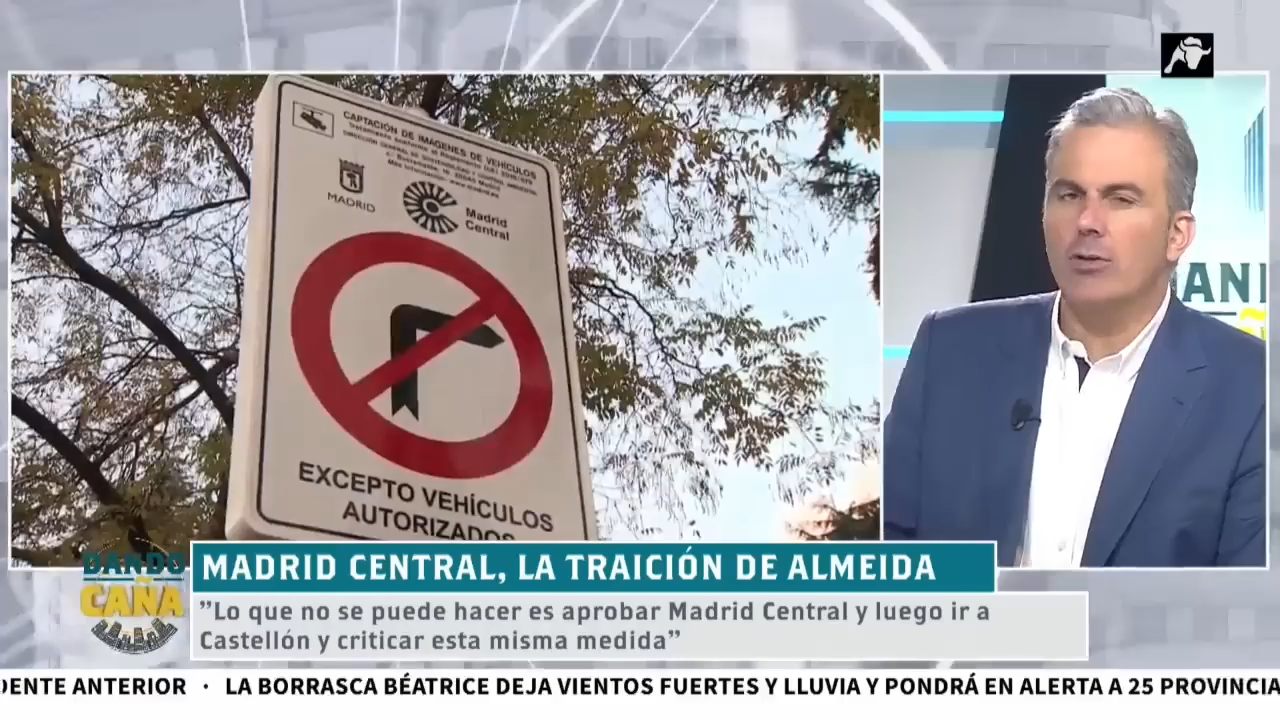 CAPTACIÓN DE IMÁGENES DE VEHÍCULOS
MADRID
Madrid
Central
EXCEPTO VEHÍCULOS
AUTORIZADOS
DANDO
CAÑA
MADRID CENTRAL, LA TRAICIÓN DE ALMEIDA
"Lo que no se puede hacer es aprobar Madrid Central y luego ir a
Castellón y criticar esta misma medida"
ANTERIOR · LA BORRASCA BÉATRICE DEJA VIENTOS FUERTES Y LLUVIA Y PONDRÁ EN ALERTA A 25 PROVINCIA